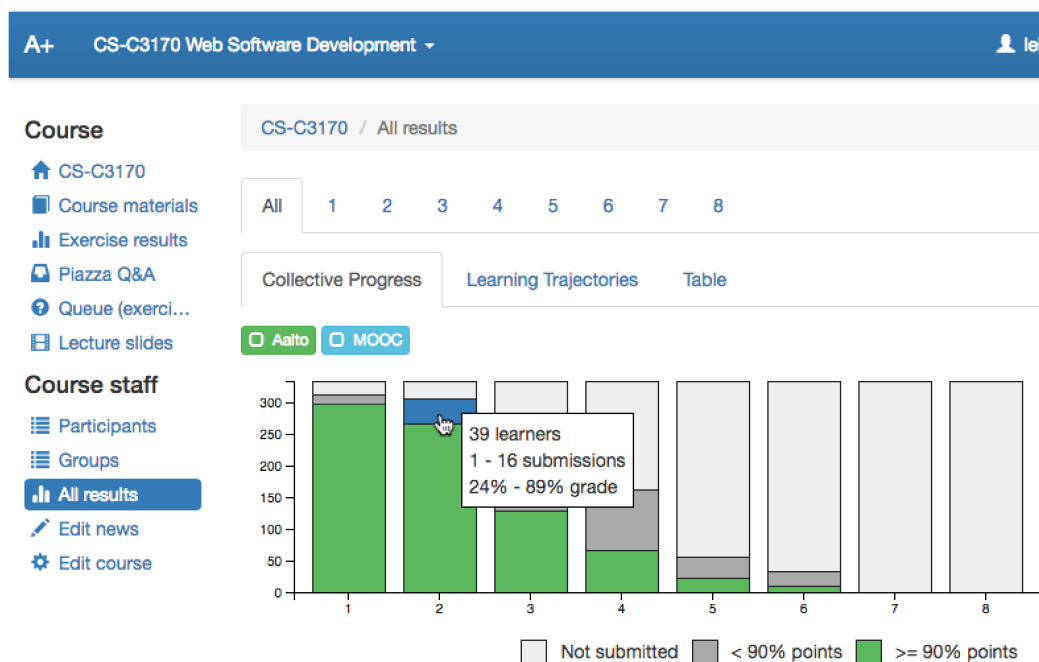 A+ CS-C3170 Web Software Development le
Course
CS-C3170
Course materials
Exercise results
Piazza Q&A
Queue (exerci...
Lecture slides
Course staff
Participants
Groups
All results
Edit news
Edit course
CS-C3170 / All results
All 1 2 3 4 5 6 7 8
Collective Progress Learning Trajectories Table
Aalto MOOC
300
250
200
150
100
50
0
39 learners
1 - 16 submissions
24% - 89% grade
1 2 3 4 5 6 7 8
Not submitted < 90% points >= 90% points